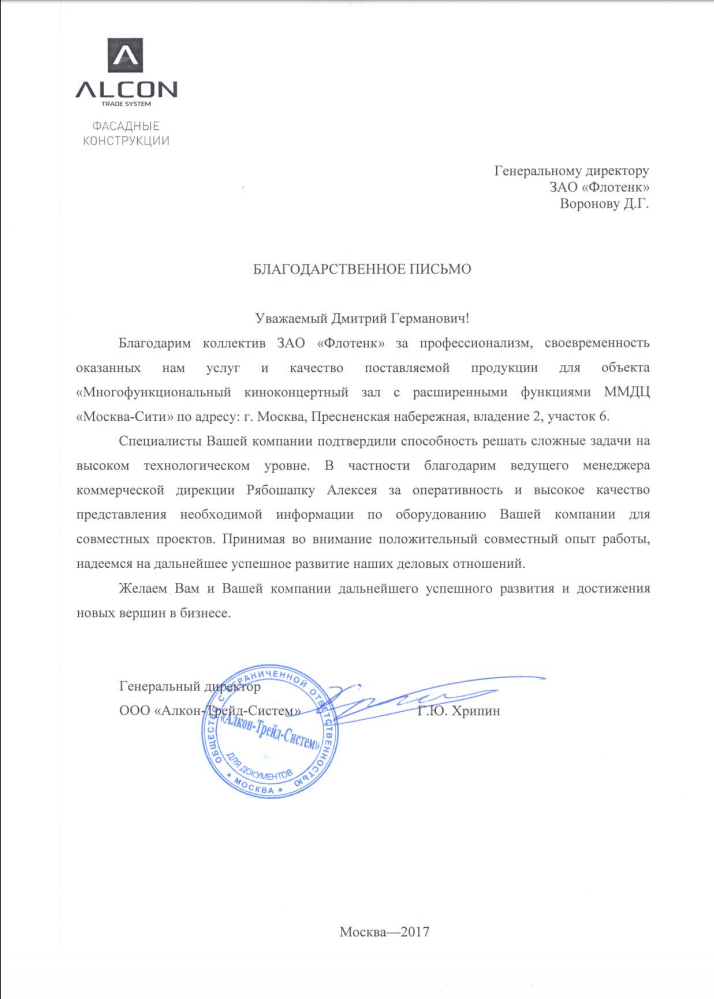 ALCON
TRADE SYSTEM
ФАСАДНЫЕ
КОНСТРУКЦИИ
Генеральному директору
ЗАО «Флотенк»
Воронову Д.Г.
БЛАГОДАРСТВЕННОЕ ПИСЬМО
Уважаемый Дмитрий Германович!
Благодарим коллектив ЗАО «Флотенк» за профессионализм, своевременность
оказанных нам услуг и качество поставляемой продукции для объекта
«Многофункциональный киноконцертный зал с расширенными функциями ММДЦ
«Москва-Сити» по адресу: г. Москва, Пресненская набережная, владение 2, участок 6.
Специалисты Вашей компании подтвердили способность решать сложные задачи на
высоком технологическом уровне. В частности благодарим ведущего менеджера
коммерческой дирекции Рябошапку Алексея за оперативность и высокое качество
представления необходимой информации по оборудованию Вашей компании для
совместных проектов. Принимая во внимание положительный совместный опыт работы,
надеемся на дальнейшее успешное развитие наших деловых отношений.
Желаем Вам и Вашей компании дальнейшего успешного развития и достижения
новых вершин в бизнесе.
Генеральный директор
ООО «Алкон-Трейд-Систем» Г.Ю. Хрипин
ОБЩЕСТВО С ОГРАНИЧЕННОЙ ОТВЕТСТВЕННОСТЬЮ
«Алкон-Трейд-Систем»
ДЛЯ ДОКУМЕНТОВ
* МОСКВА *
Москва—2017